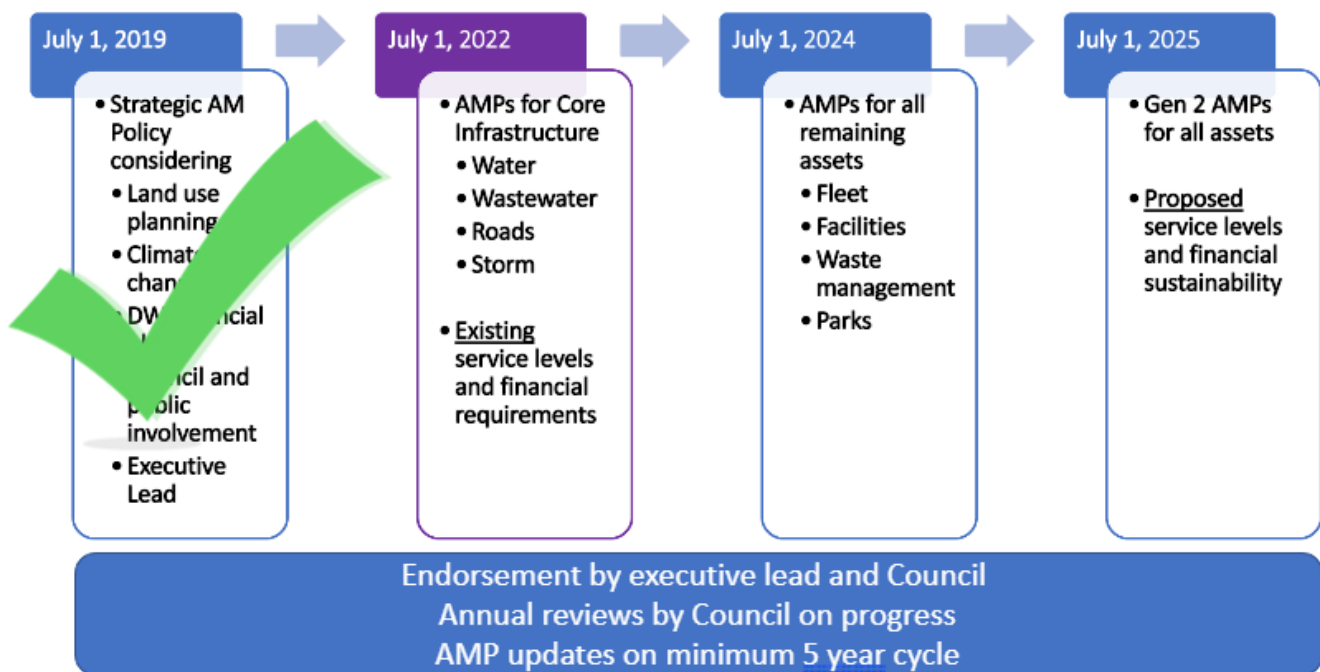 July 1, 2019
• Strategic AM
Policy
considering
• Land use
planning
• Climate
• DW
• 
cil and
public
involvement
• Executive
Lead
July 1, 2022
• AMPs for Core
Infrastructure
• Water
• Wastewater
• Roads
• Storm
• Existing
service levels
and financial
requirements
July 1, 2024
• AMPs for all
remaining
assets
• Fleet
• Facilities
• Waste
management
• Parks
July 1, 2025
• Gen 2 AMPs
for all assets
• Proposed
service levels
and financial
sustainability
Endorsement by executive lead and Council
Annual reviews by Council on progress
AMP updates on minimum 5 year cycle